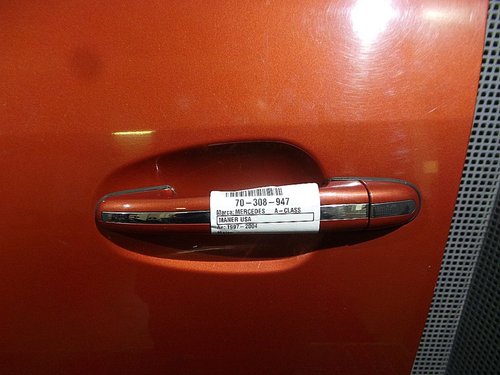 70-308-947
Marca: MERCEDES A-CLASS
MANER USA
An: 1997-2004